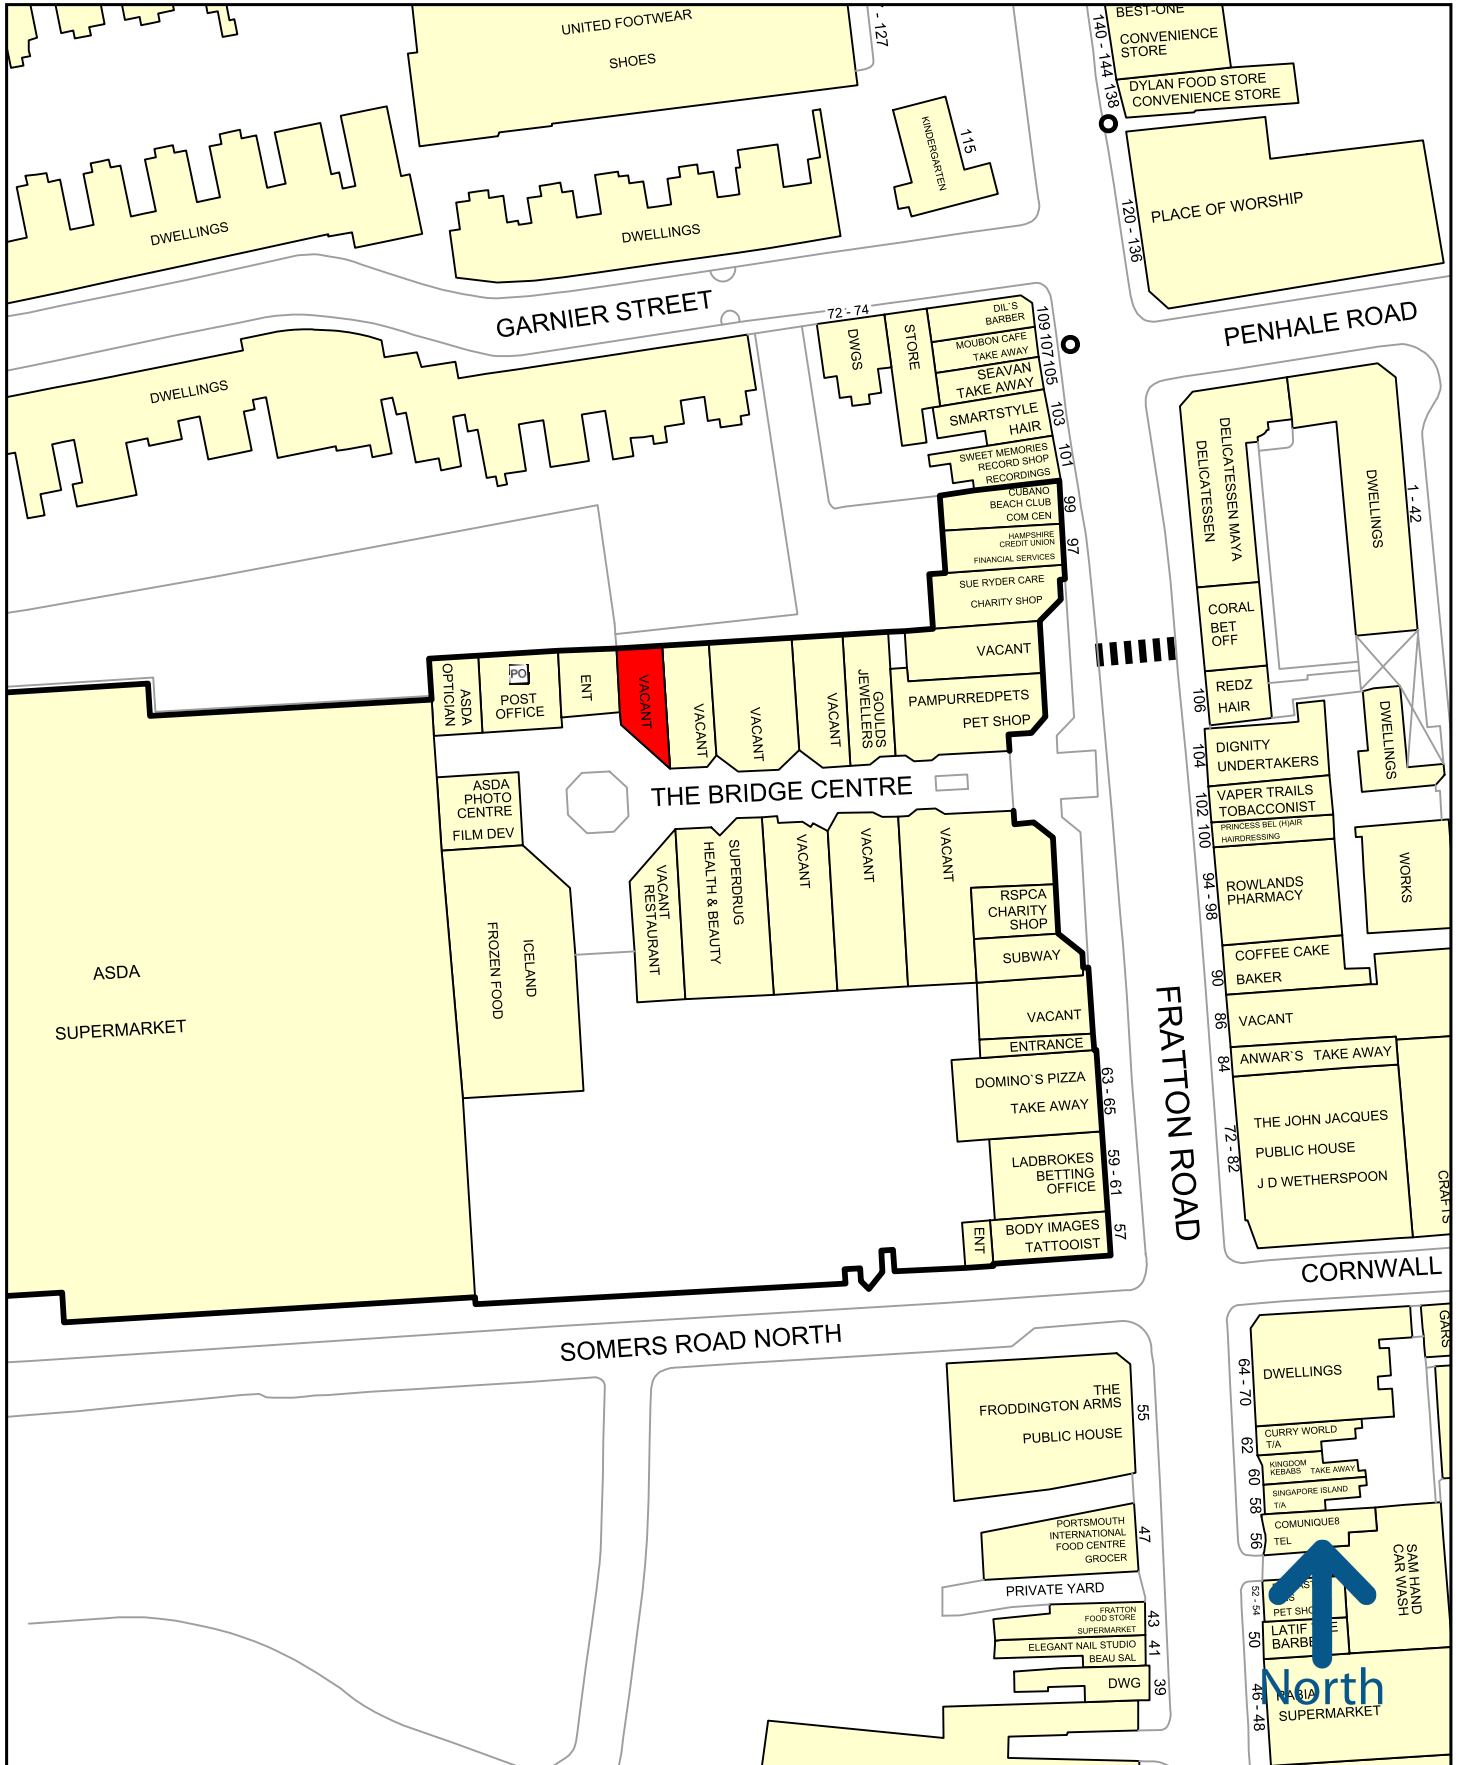 UNITED FOOTWEAR
SHOES
- 127
140 - 144
138
BEST-ONE
CONVENIENCE
STORE
DYLAN FOOD STORE
CONVENIENCE STORE
KINDERGARTEN
115
DWELLINGS
DWELLINGS
120 - 136
PLACE OF WORSHIP
GARNIER STREET
72 - 74
PENHALE ROAD
DWGS
STORE
DIL`S
BARBER
109
MOUBON CAFE
TAKE AWAY
107
SEAVAN
TAKE AWAY
105
SMARTSTYLE
HAIR
103
SWEET MEMORIES
RECORD SHOP
RECORDINGS
101
DWELLINGS
CUBANO
BEACH CLUB
COM CEN
99
HAMPSHIRE
CREDIT UNION
FINANCIAL SERVICES
97
SUE RYDER CARE
CHARITY SHOP
DELICATESSEN MAYA
DELICATESSEN
DWELLINGS
1 - 42
CORAL
BET
OFF
REDZ
HAIR
106
DWELLINGS
ASDA
OPTICIAN
PO
POST
OFFICE
ENT
VACANT
VACANT
VACANT
VACANT
GOULDS
JEWELLERS
VACANT
PAMPURREDPETS
PET SHOP
DIGNITY
UNDERTAKERS
104
VAPER TRAILS
TOBACCONIST
102
PRINCESS BEL (H)AIR
HAIRDRESSING
100
ASDA
PHOTO
CENTRE
FILM DEV
THE BRIDGE CENTRE
VACANT
RESTAURANT
SUPERDRUG
HEALTH & BEAUTY
VACANT
VACANT
VACANT
RSPCA
CHARITY
SHOP
SUBWAY
ROWLANDS
PHARMACY
94 - 98
WORKS
COFFEE CAKE
BAKER
90
ICELAND
FROZEN FOOD
ASDA
SUPERMARKET
VACANT
ENTRANCE
VACANT
86
ANWAR`S TAKE AWAY
84
DOMINO`S PIZZA
TAKE AWAY
63 - 65
FRATTON ROAD
THE JOHN JACQUES
PUBLIC HOUSE
J D WETHERSPOON
72 - 82
CRAFTS
LADBROKES
BETTING
OFFICE
59 - 61
ENT
BODY IMAGES
TATTOOIST
57
CORNWALL
SOMERS ROAD NORTH
THE
FRODDINGTON ARMS
PUBLIC HOUSE
55
DWELLINGS
64 - 70
GARS
CURRY WORLD
T/A
62
KINGDOM
KEBABS TAKE AWAY
60
SINGAPORE ISLAND
T/A
58
COMUNIQUE8
TEL
56
SAM HAND
CAR WASH
PORTSMOUTH
INTERNATIONAL
FOOD CENTRE
GROCER
47
PRIVATE YARD
52 - 54
PET
FRATTON
FOOD STORE
SUPERMARKET
43
ELEGANT NAIL STUDIO
BEAU SAL
41
LATIF
50
DWG
39
North
SUPERMARKET
46 - 48